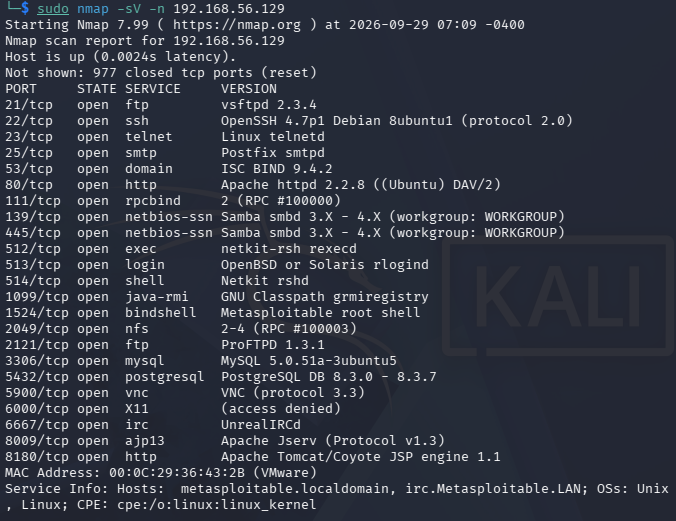 └─$ sudo nmap -sV -n 192.168.56.129
Starting Nmap 7.99 ( https://nmap.org ) at 2026-09-29 07:09 -0400
Nmap scan report for 192.168.56.129
Host is up (0.0024s latency).
Not shown: 977 closed tcp ports (reset)
PORT     STATE SERVICE     VERSION
21/tcp   open  ftp         vsftpd 2.3.4
22/tcp   open  ssh         OpenSSH 4.7p1 Debian 8ubuntu1 (protocol 2.0)
23/tcp   open  telnet      Linux telnetd
25/tcp   open  smtp        Postfix smtpd
53/tcp   open  domain      ISC BIND 9.4.2
80/tcp   open  http        Apache httpd 2.2.8 ((Ubuntu) DAV/2)
111/tcp  open  rpcbind     2 (RPC #100000)
139/tcp  open  netbios-ssn Samba smbd 3.X - 4.X (workgroup: WORKGROUP)
445/tcp  open  netbios-ssn Samba smbd 3.X - 4.X (workgroup: WORKGROUP)
512/tcp  open  exec        netkit-rsh rexecd
513/tcp  open  login       OpenBSD or Solaris rlogind
514/tcp  open  shell       Netkit rshd
1099/tcp open  java-rmi    GNU Classpath grmiregistry
1524/tcp open  bindshell   Metasploitable root shell
2049/tcp open  nfs         2-4 (RPC #100003)
2121/tcp open  ftp         ProFTPD 1.3.1
3306/tcp open  mysql       MySQL 5.0.51a-3ubuntu5
5432/tcp open  postgresql  PostgreSQL DB 8.3.0 - 8.3.7
5900/tcp open  vnc         VNC (protocol 3.3)
6000/tcp open  X11         (access denied)
6667/tcp open  irc         UnrealIRCd
8009/tcp open  ajp13       Apache Jserv (Protocol v1.3)
8180/tcp open  http        Apache Tomcat/Coyote JSP engine 1.1
MAC Address: 00:0C:29:36:43:2B (VMware)
Service Info: Hosts:  metasploitable.localdomain, irc.Metasploitable.LAN; OSs: Unix
, Linux; CPE: cpe:/o:linux:linux_kernel
KALI